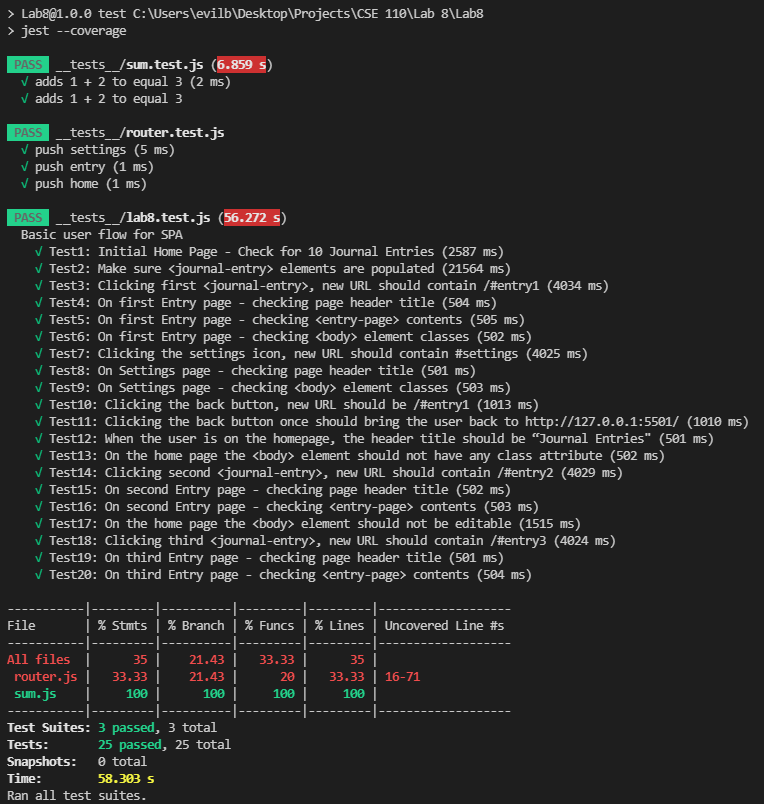 > Lab8@1.0.0 test C:\Users\evilb\Desktop\Projects\CSE 110\Lab 8\Lab8
> jest --coverage

PASS __tests__/sum.test.js (6.859 s)
  √ adds 1 + 2 to equal 3 (2 ms)
  √ adds 1 + 2 to equal 3

PASS __tests__/router.test.js
  √ push settings (5 ms)
  √ push entry (1 ms)
  √ push home (1 ms)

PASS __tests__/lab8.test.js (56.272 s)
  Basic user flow for SPA
    √ Test1: Initial Home Page - Check for 10 Journal Entries (2587 ms)
    √ Test2: Make sure <journal-entry> elements are populated (21564 ms)
    √ Test3: Clicking first <journal-entry>, new URL should contain /#entry1 (4034 ms)
    √ Test4: On first Entry page - checking page header title (504 ms)
    √ Test5: On first Entry page - checking <entry-page> contents (505 ms)
    √ Test6: On first Entry page - checking <body> element classes (502 ms)
    √ Test7: Clicking the settings icon, new URL should contain #settings (4025 ms)
    √ Test8: On Settings page - checking page header title (501 ms)
    √ Test9: On Settings page - checking <body> element classes (503 ms)
    √ Test10: Clicking the back button, new URL should be /#entry1 (1013 ms)
    √ Test11: Clicking the back button once should bring the user back to http://127.0.0.1:5501/ (1010 ms)
    √ Test12: When the user is on the homepage, the header title should be “Journal Entries" (501 ms)
    √ Test13: On the home page the <body> element should not have any class attribute (502 ms)
    √ Test14: Clicking second <journal-entry>, new URL should contain /#entry2 (4029 ms)
    √ Test15: On second Entry page - checking page header title (502 ms)
    √ Test16: On second Entry page - checking <entry-page> contents (503 ms)
    √ Test17: On the home page the <body> element should not be editable (1515 ms)
    √ Test18: Clicking third <journal-entry>, new URL should contain /#entry3 (4024 ms)
    √ Test19: On third Entry page - checking page header title (501 ms)
    √ Test20: On third Entry page - checking <entry-page> contents (504 ms)

-----------|---------|----------|---------|---------|-------------------
File       | % Stmts | % Branch | % Funcs | % Lines | Uncovered Line #s
-----------|---------|----------|---------|---------|-------------------
All files  |      35 |    21.43 |   33.33 |      35 |
 router.js |   33.33 |    21.43 |      20 |   33.33 | 16-71
 sum.js    |     100 |      100 |     100 |     100 |
-----------|---------|----------|---------|---------|-------------------
Test Suites: 3 passed, 3 total
Tests:       25 passed, 25 total
Snapshots:   0 total
Time:        58.303 s
Ran all test suites.